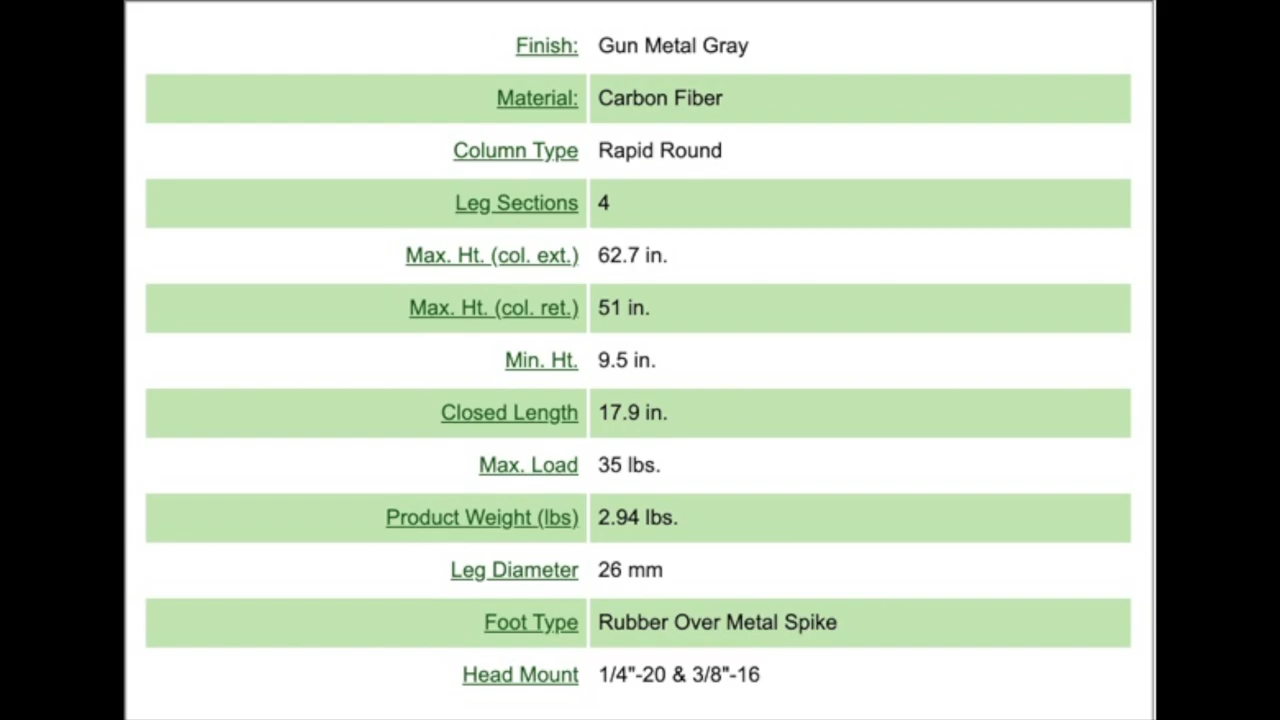 Finish: Gun Metal Gray
Material: Carbon Fiber
Column Type Rapid Round
Leg Sections 4
Max. Ht. (col. ext.) 62.7 in.
Max. Ht. (col. ret.) 51 in.
Min. Ht. 9.5 in.
Closed Length 17.9 in.
Max. Load 35 lbs.
Product Weight (lbs) 2.94 lbs.
Leg Diameter 26 mm
Foot Type Rubber Over Metal Spike
Head Mount 1/4"-20 & 3/8"-16